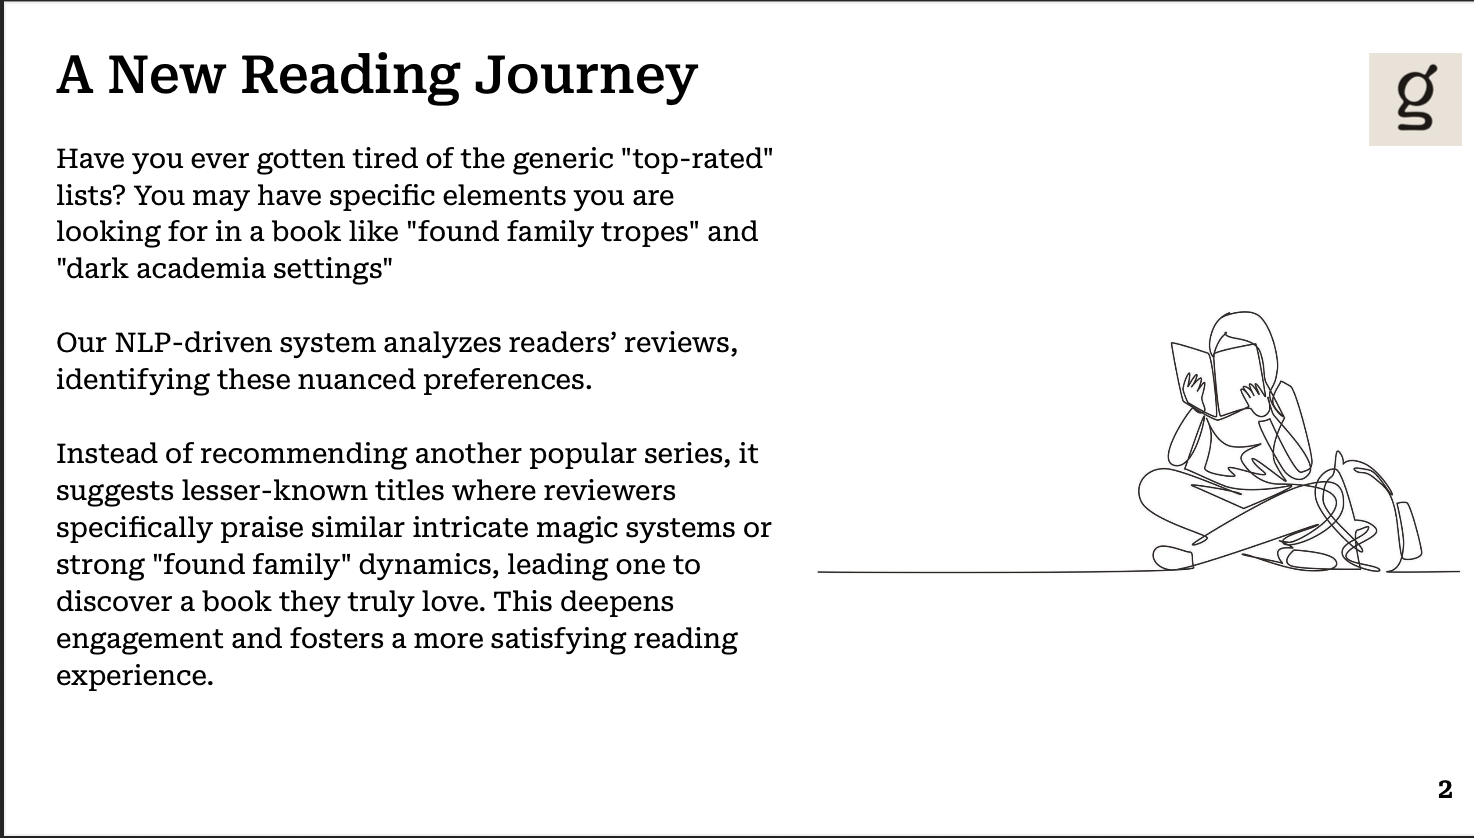 A New Reading Journey
g
Have you ever gotten tired of the generic "top-rated"
lists? You may have specific elements you are
looking for in a book like "found family tropes" and
"dark academia settings"
Our NLP-driven system analyzes readers’ reviews,
identifying these nuanced preferences.
Instead of recommending another popular series, it
suggests lesser-known titles where reviewers
specifically praise similar intricate magic systems or
strong "found family" dynamics, leading one to
discover a book they truly love. This deepens
engagement and fosters a more satisfying reading
experience.
2